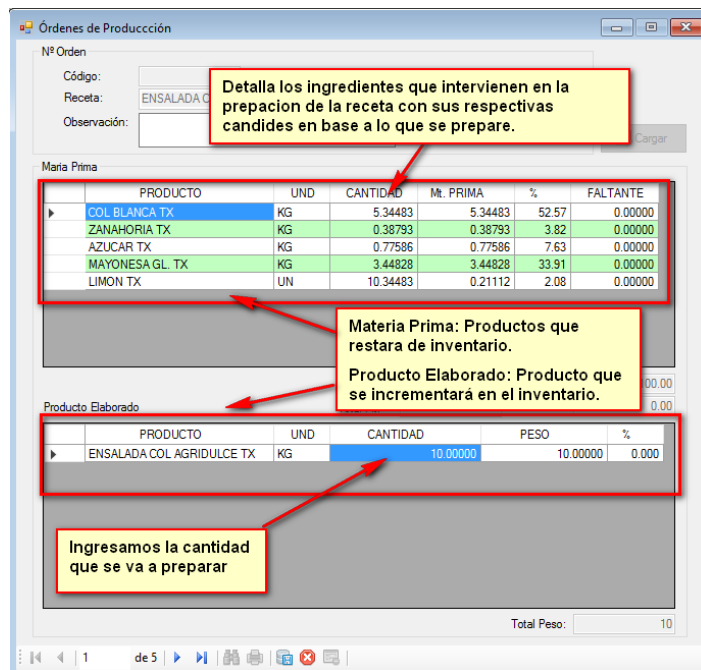 Órdenes de Produccción
Nº Orden
Código:
Receta: ENSALADA C
Observación:
Cargar
Detalla los ingredientes que intervienen en la
prepacion de la receta con sus respectivas
candides en base a lo que se prepare.
Maria Prima
PRODUCTO UND CANTIDAD Mt. PRIMA % FALTANTE
COL BLANCA TX KG 5.34483 5.34483 52.57 0.00000
ZANAHORIA TX KG 0.38793 0.38793 3.82 0.00000
AZUCAR TX KG 0.77586 0.77586 7.63 0.00000
MAYONESA GL. TX KG 3.44828 3.44828 33.91 0.00000
LIMON TX UN 10.34483 0.21112 2.08 0.00000
Materia Prima: Productos que
restara de inventario.
Producto Elaborado: Producto que
se incrementará en el inventario.
00.00
0.00
Producto Elaborado
PRODUCTO UND CANTIDAD PESO %
ENSALADA COL AGRIDULCE TX KG 10.00000 10.00000 0.000
Ingresamos la cantidad
que se va a preparar
Total Peso: 10
1 de 5